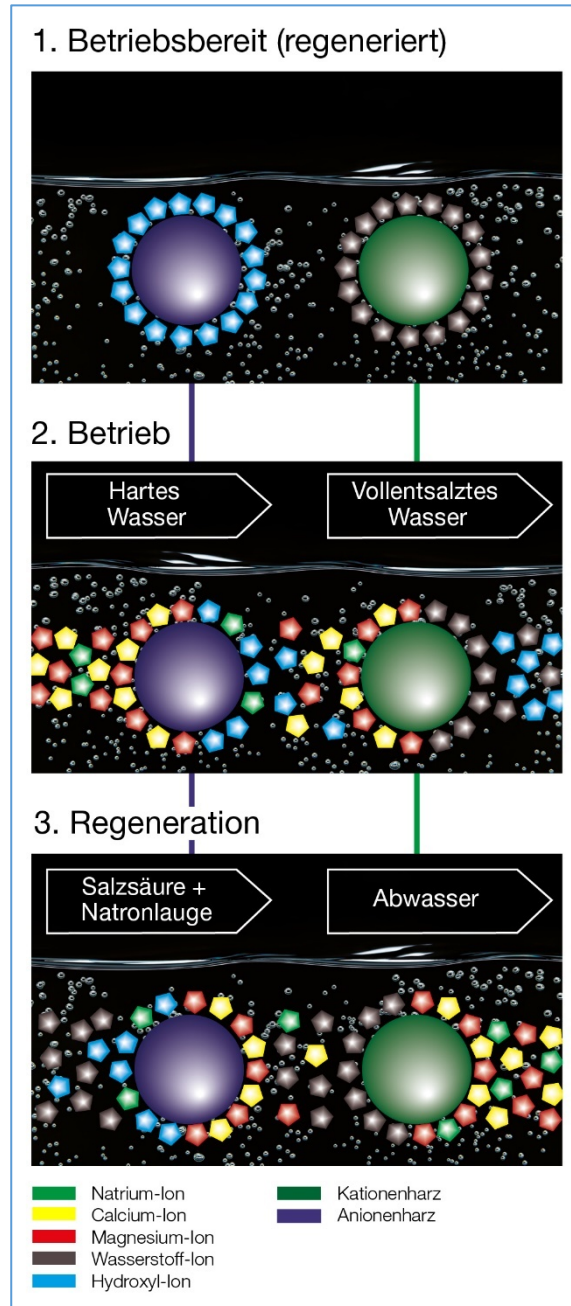 1. Betriebsbereit (regeneriert)
2. Betrieb
Hartes
Wasser
Vollentsalztes
Wasser
3. Regeneration
Salzsäure +
Natronlauge
Abwasser
Natrium-Ion
Calcium-Ion
Magnesium-Ion
Wasserstoff-Ion
Hydroxyl-Ion
Kationenharz
Anionenharz